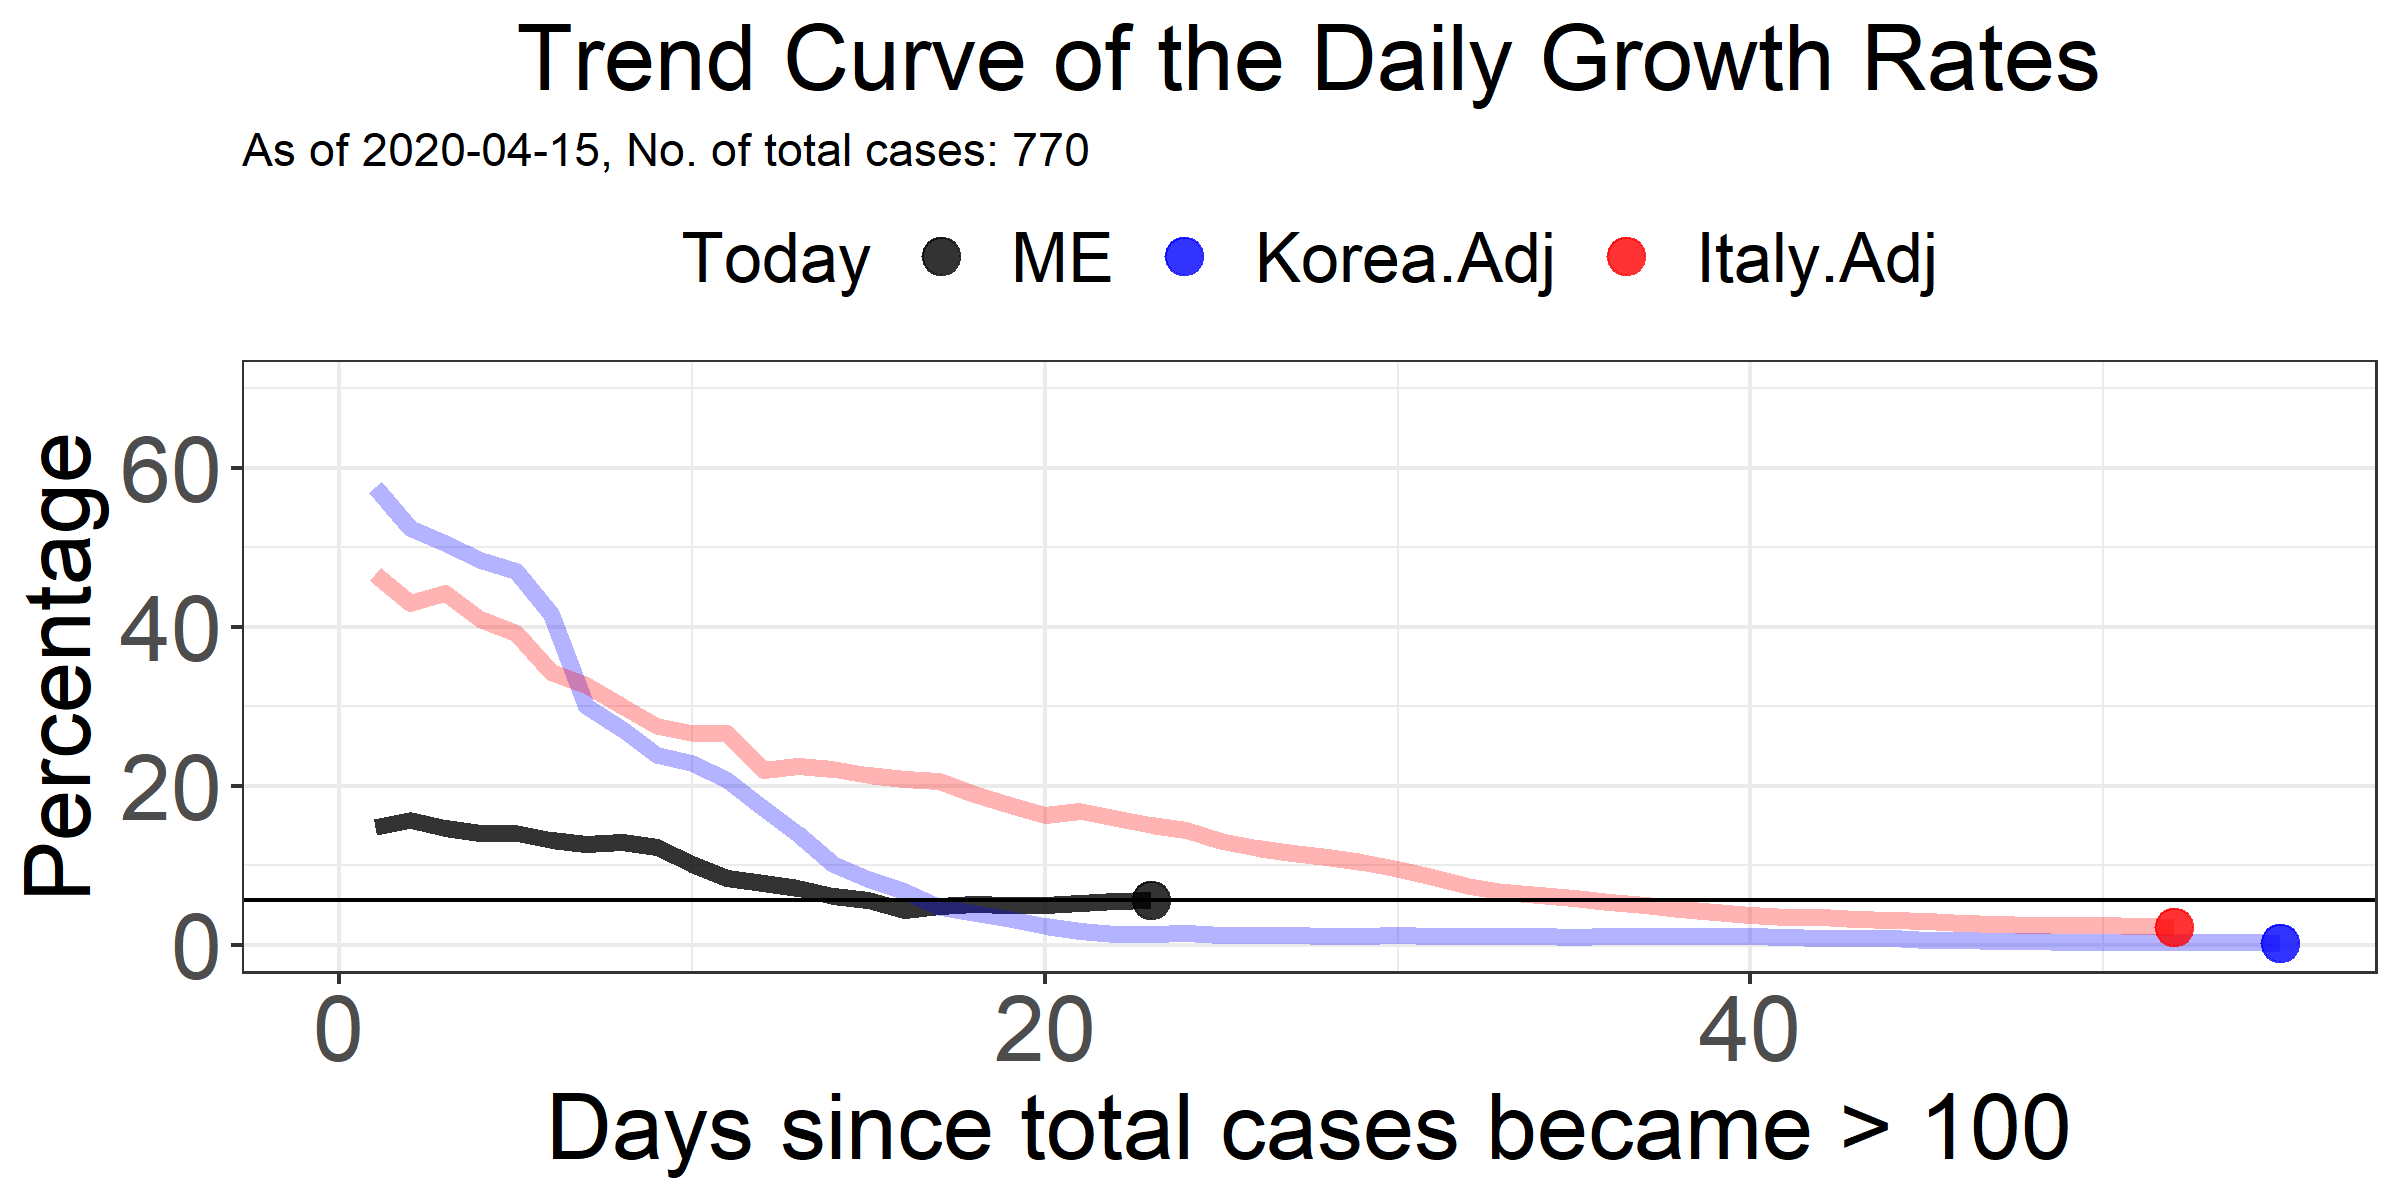 Trend Curve of the Daily Growth Rates
As of 2020-04-15, No. of total cases: 770
Today ME Korea.Adj Italy.Adj
Percentage
60
40
20
0
0 20 40
Days since total cases became > 100